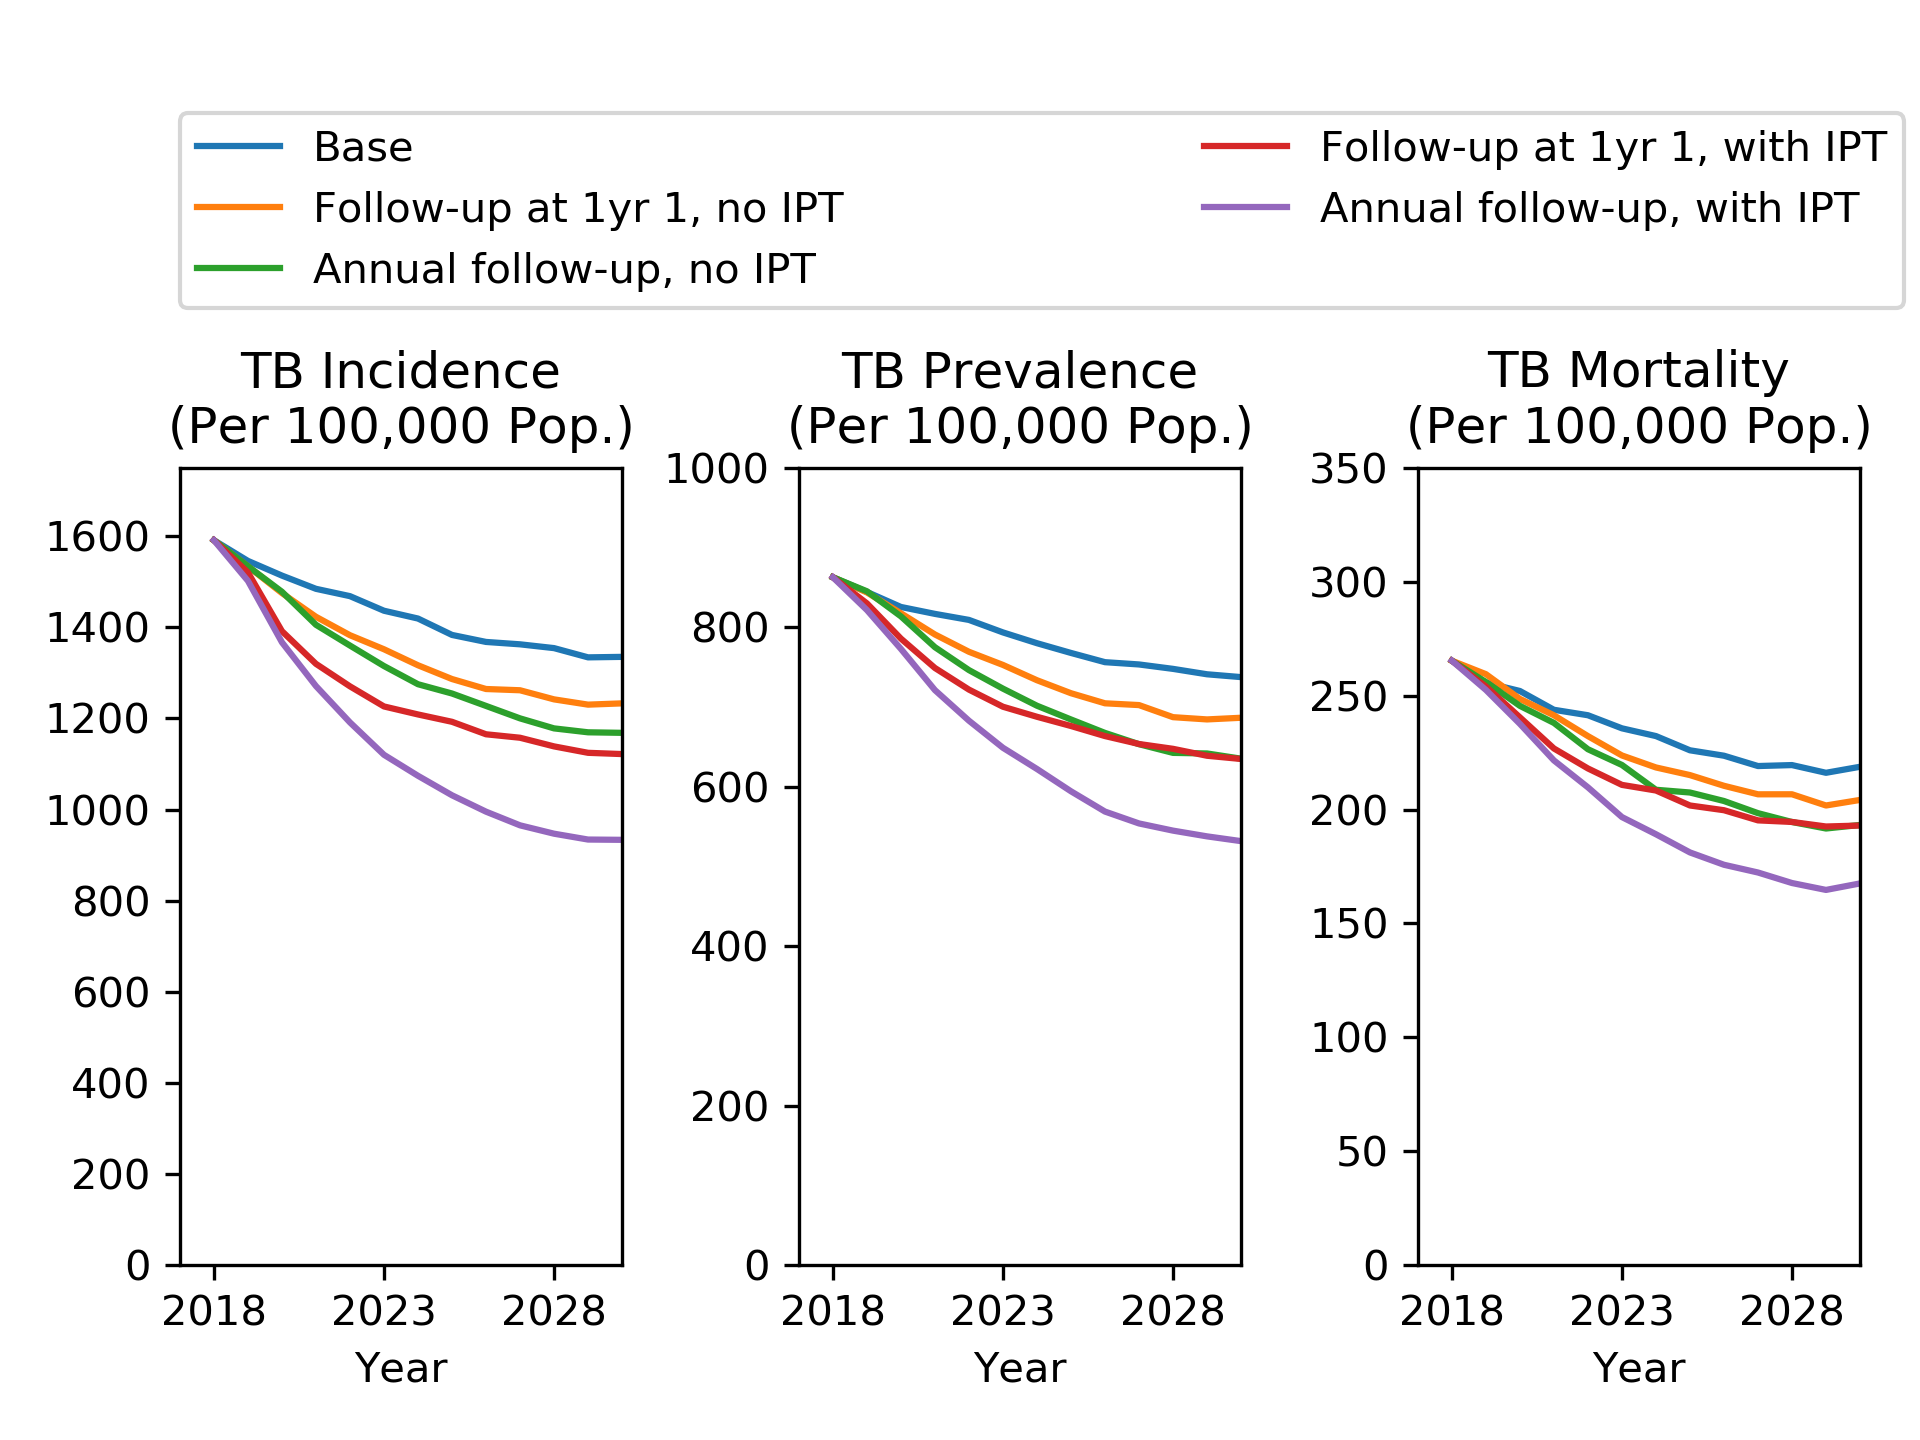 Base
Follow-up at 1yr 1, no IPT
Annual follow-up, no IPT
Follow-up at 1yr 1, with IPT
Annual follow-up, with IPT
TB Incidence
(Per 100,000 Pop.)
1600
1400
1200
1000
800
600
400
200
0
2018 2023 2028
Year
TB Prevalence
(Per 100,000 Pop.)
1000
800
600
400
200
0
2018 2023 2028
Year
TB Mortality
(Per 100,000 Pop.)
350
300
250
200
150
100
50
0
2018 2023 2028
Year